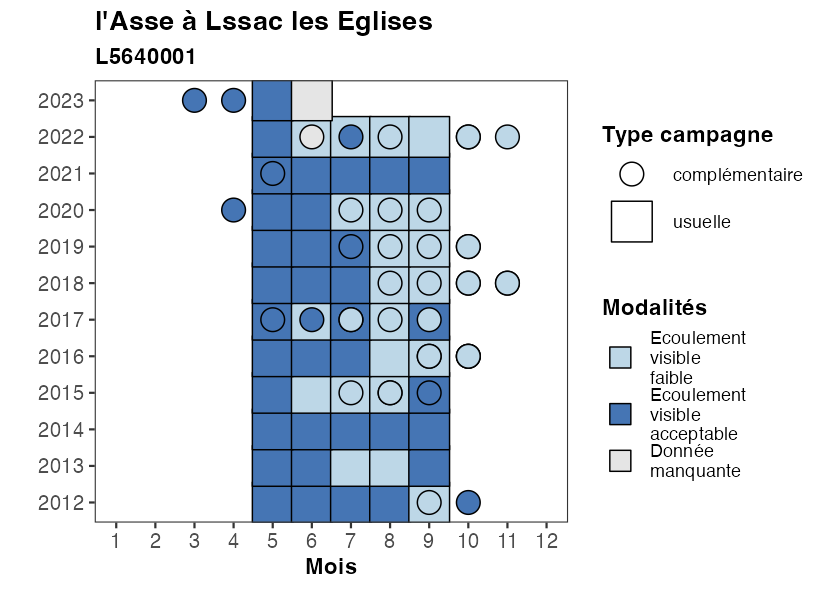 l'Asse à Lssac les Eglises
L5640001
2023
2022
2021
2020
2019
2018
2017
2016
2015
2014
2013
2012
1 2 3 4 5 6 7 8 9 10 11 12
Mois
Type campagne
complémentaire
usuelle
Modalités
Ecoulement
visible
faible
Ecoulement
visible
acceptable
Donnée
manquante